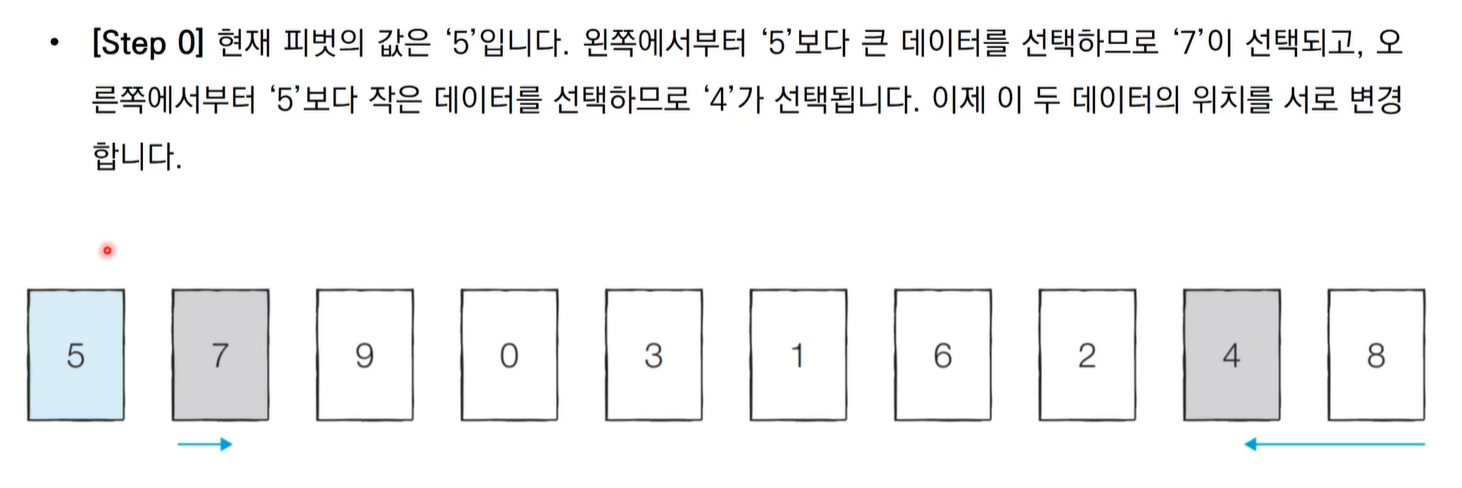 • [Step 0] 현재 피벗의 값은 ‘5’입니다. 왼쪽에서부터 ‘5’보다 큰 데이터를 선택하므로 ‘7’이 선택되고, 오
른쪽에서부터 ‘5’보다 작은 데이터를 선택하므로 ‘4’가 선택됩니다. 이제 이 두 데이터의 위치를 서로 변경
합니다.
5 7 9 0 3 1 6 2 4 8